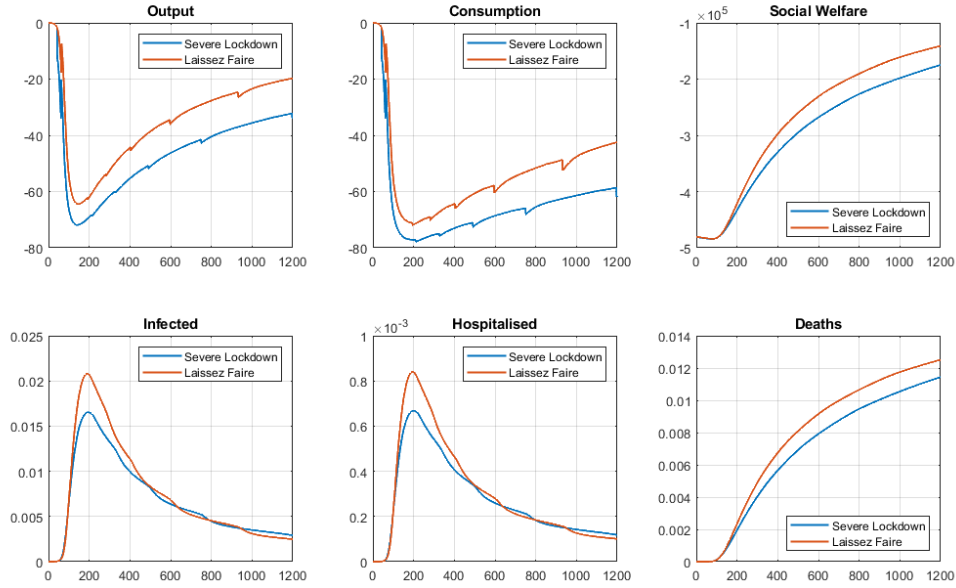 Output
0
-20
-40
-60
-80
0 200 400 600 800 1000 1200
Severe Lockdown
Laissez Faire
Consumption
0
-20
-40
-60
-80
0 200 400 600 800 1000 1200
Severe Lockdown
Laissez Faire
Social Welfare
× 10^5
-1
-2
-3
-4
-5
0 200 400 600 800 1000 1200
Severe Lockdown
Laissez Faire
Infected
0.025
0.02
0.015
0.01
0.005
0
0 200 400 600 800 1000 1200
Severe Lockdown
Laissez Faire
Hospitalised
× 10^-3
1
0.8
0.6
0.4
0.2
0
0 200 400 600 800 1000 1200
Severe Lockdown
Laissez Faire
Deaths
0.014
0.012
0.01
0.008
0.006
0.004
0.002
0
0 200 400 600 800 1000 1200
Severe Lockdown
Laissez Faire